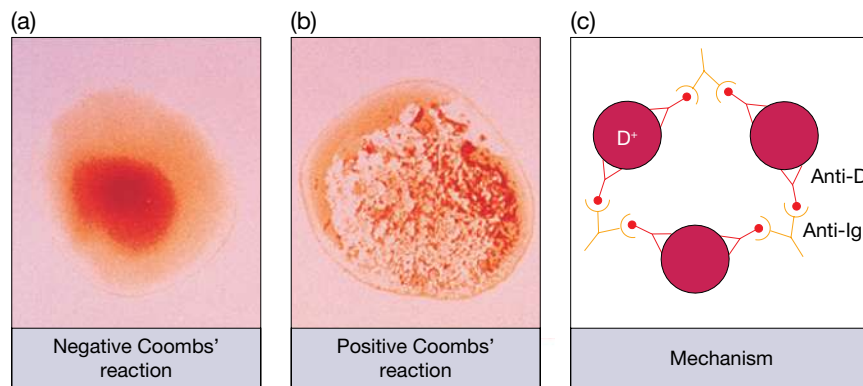 (a)
(b)
(c)
D+
Anti-D
Anti-Ig
Negative Coombs’
reaction
Positive Coombs’
reaction
Mechanism